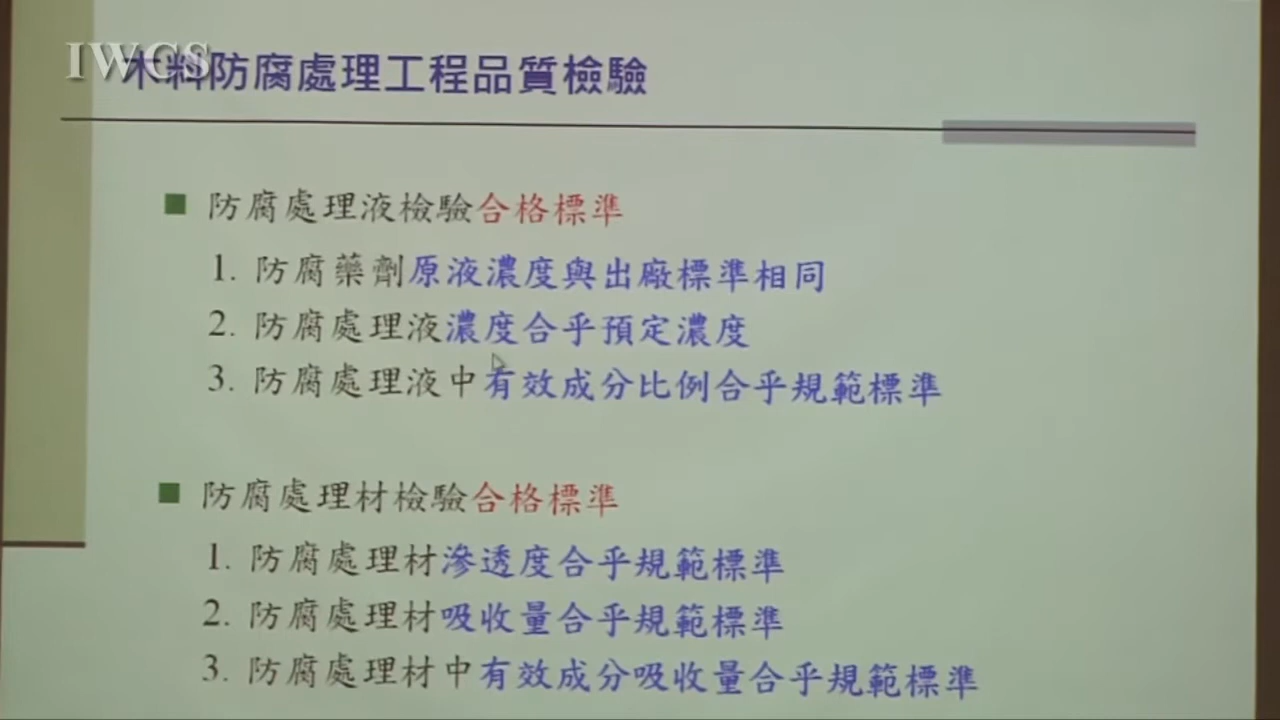 IWCS
木料防腐處理工程品質檢驗
防腐處理液檢驗合格標準
1. 防腐藥劑原液濃度與出廠標準相同
2. 防腐處理液濃度合乎預定濃度
3. 防腐處理液中有效成分比例合乎規範標準
防腐處理材檢驗合格標準
1. 防腐處理材滲透度合乎規範標準
2. 防腐處理材吸收量合乎規範標準
3. 防腐處理材中有效成分吸收量合乎規範標準